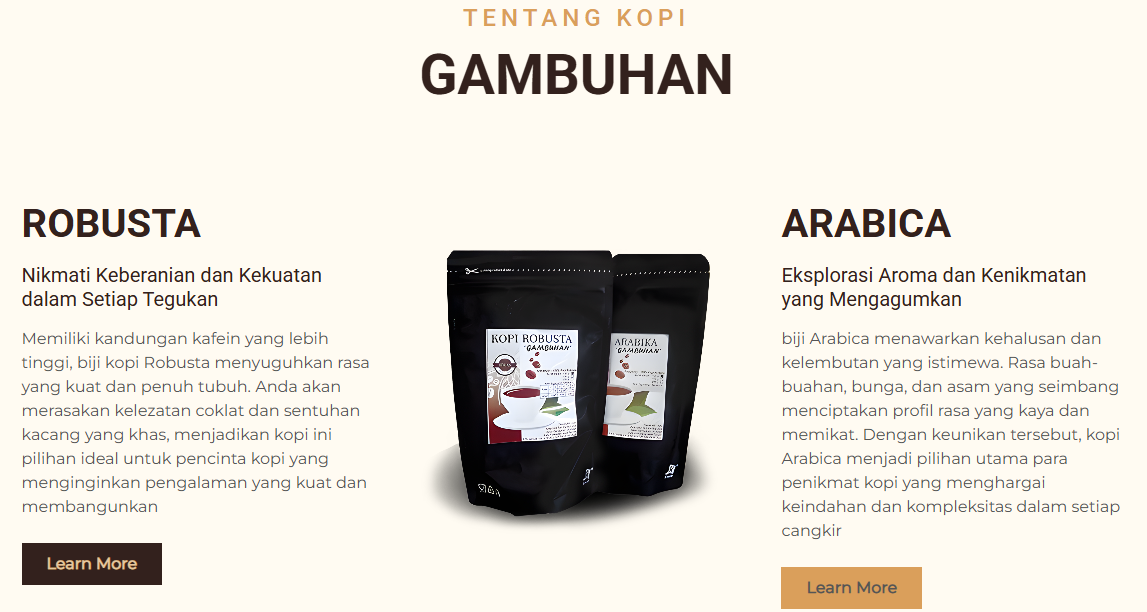 TENTANG KOPI
GAMBUHAN
ROBUSTA
Nikmati Keberanian dan Kekuatan
dalam Setiap Tegukan
Memiliki kandungan kafein yang lebih
tinggi, biji kopi Robusta menyuguhkan rasa
yang kuat dan penuh tubuh. Anda akan
merasakan kelezatan coklat dan sentuhan
kacang yang khas, menjadikan kopi ini
pilihan ideal untuk pencinta kopi yang
menginginkan pengalaman yang kuat dan
membangunkan
Learn More
KOPI ROBUSTA
"GAMBUHAN"
ARABIKA
GAMBUHAN"
ARABICA
Eksplorasi Aroma dan Kenikmatan
yang Mengagumkan
biji Arabica menawarkan kehalusan dan
kelembutan yang istimewa. Rasa buah-
buahan, bunga, dan asam yang seimbang
menciptakan profil rasa yang kaya dan
memikat. Dengan keunikan tersebut, kopi
Arabica menjadi pilihan utama para
penikmat kopi yang menghargai
keindahan dan kompleksitas dalam setiap
cangkir
Learn More